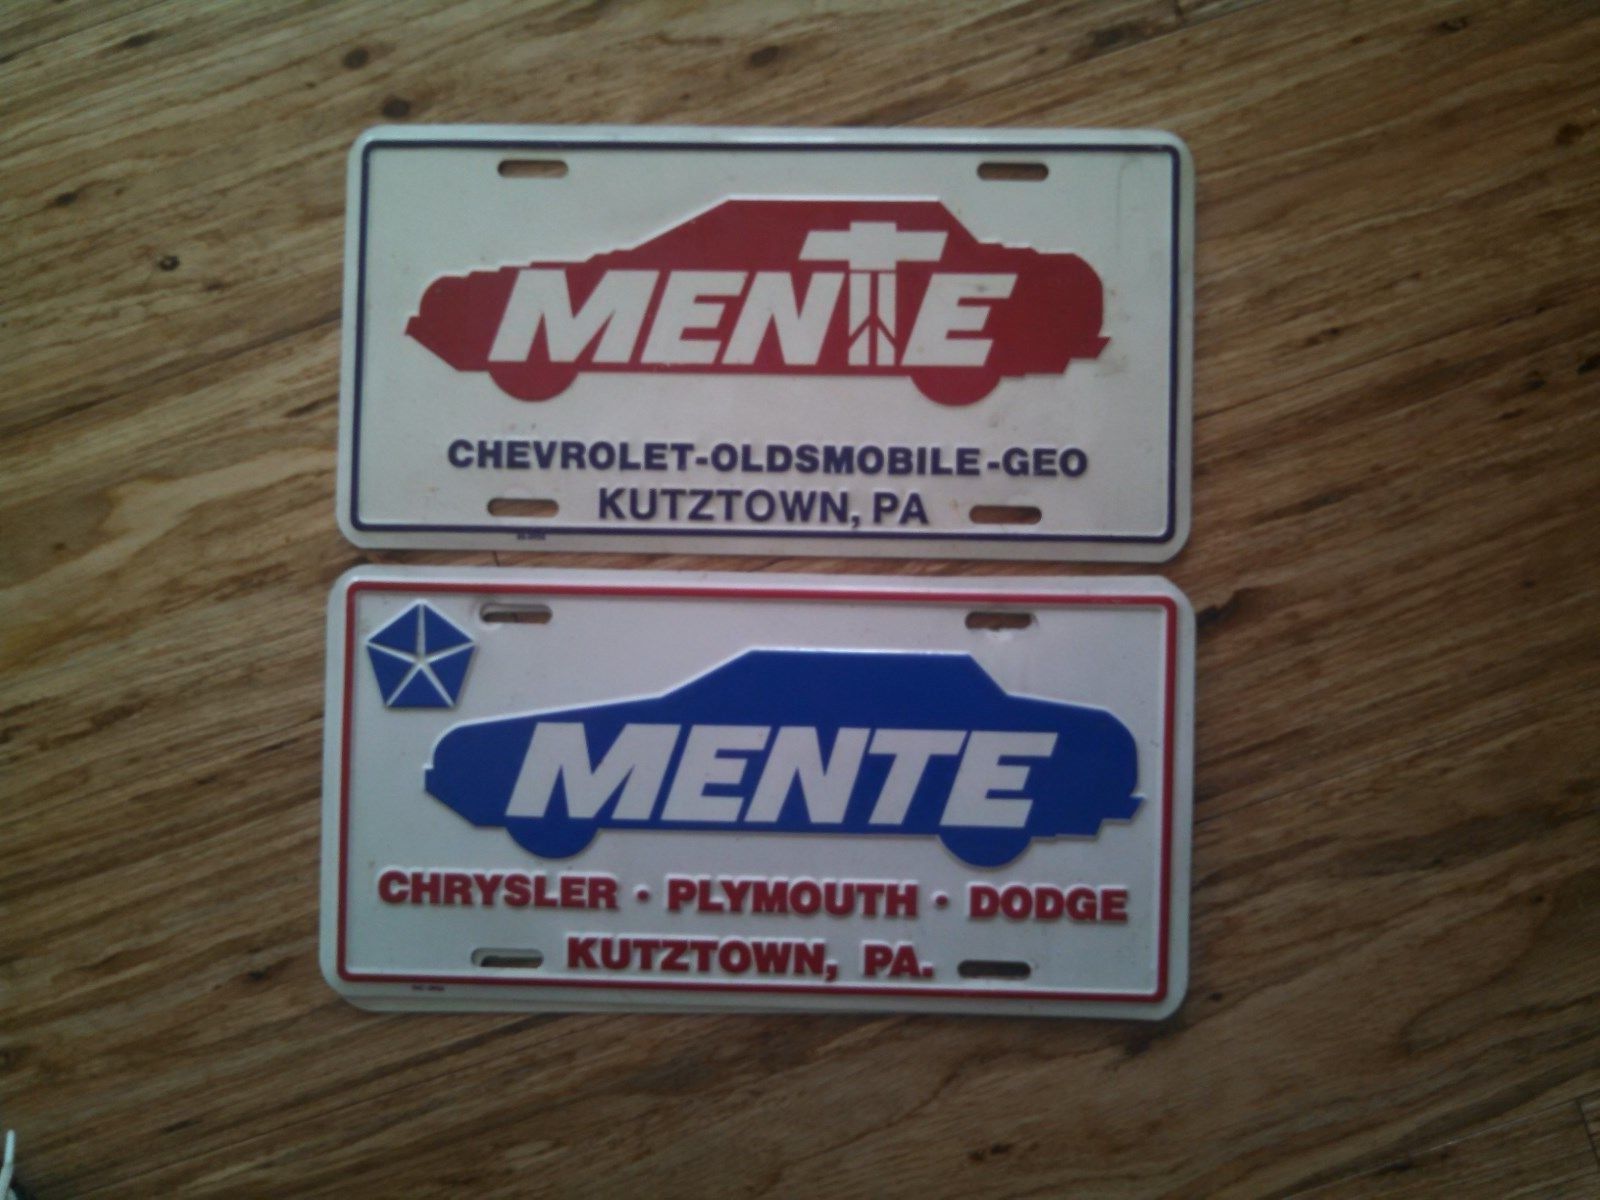 MENTE
CHEVROLET-OLDSMOBILE-GEO
KUTZTOWN, PA
MENTE
CHRYSLER · PLYMOUTH · DODGE
KUTZTOWN, PA.